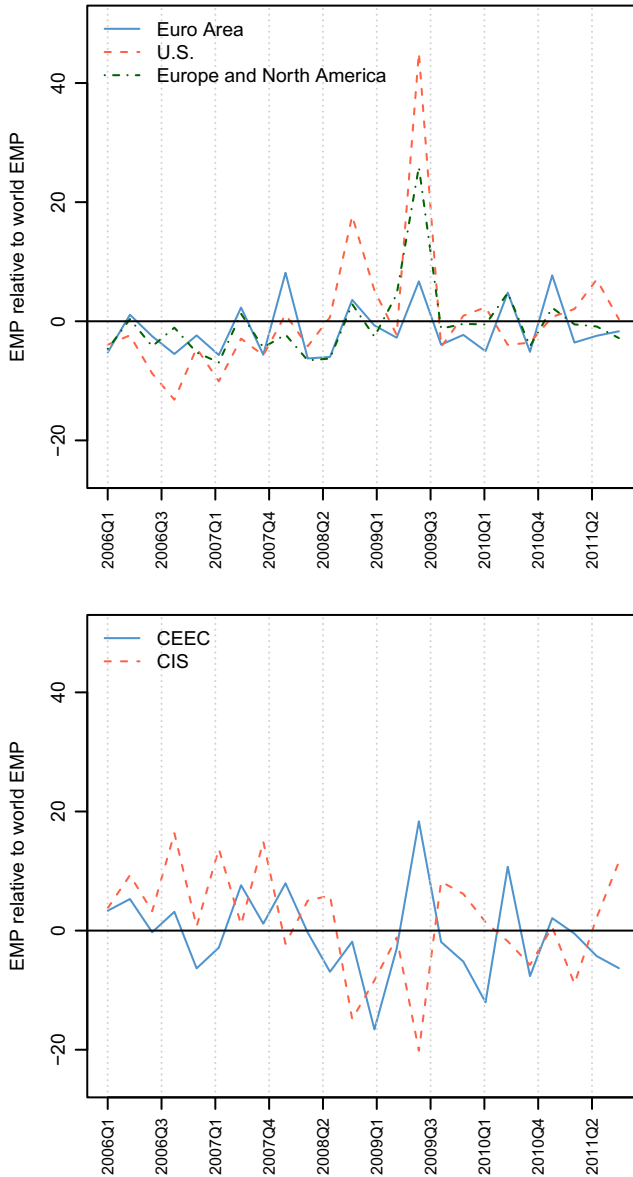 Euro Area
U.S.
Europe and North America
EMP relative to world EMP
40
20
0
−20
2006Q1
2006Q3
2007Q1
2007Q4
2008Q2
2009Q1
2009Q3
2010Q1
2010Q4
2011Q2
CEEC
CIS
EMP relative to world EMP
40
20
0
−20
2006Q1
2006Q3
2007Q1
2007Q4
2008Q2
2009Q1
2009Q3
2010Q1
2010Q4
2011Q2